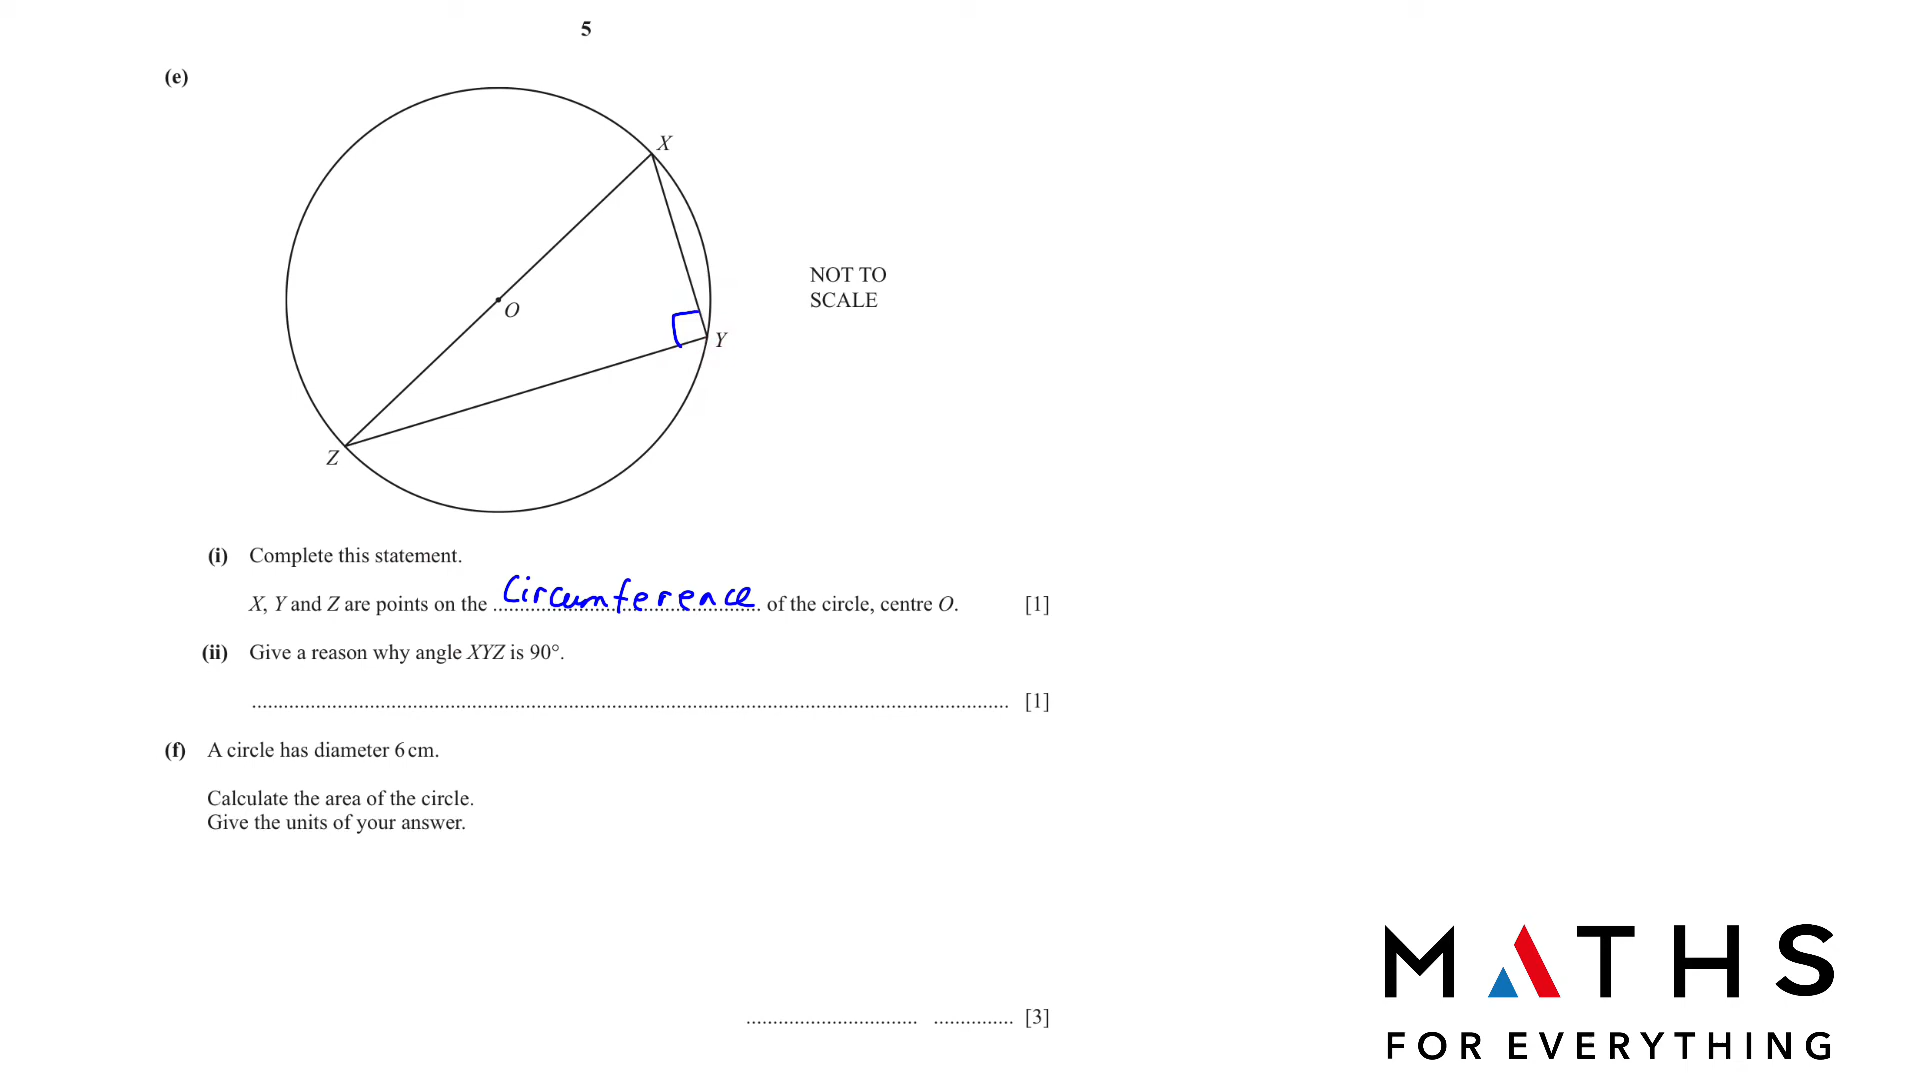 5
(e)
X
O
NOT TO
SCALE
Y
Z
(i) Complete this statement.
X, Y and Z are points on the Circumference of the circle, centre O. [1]
(ii) Give a reason why angle XYZ is 90°.
.................................................................................................................................... [1]
(f) A circle has diameter 6 cm.
Calculate the area of the circle.
Give the units of your answer.
................................ ............... [3]
MATHS
FOR EVERYTHING